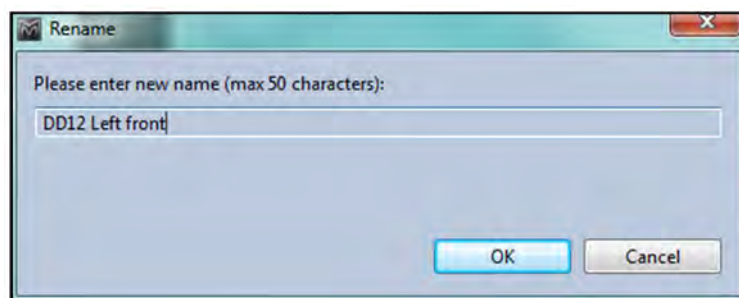 Rename
Please enter new name (max 50 characters):
DD12 Left front
OK
Cancel